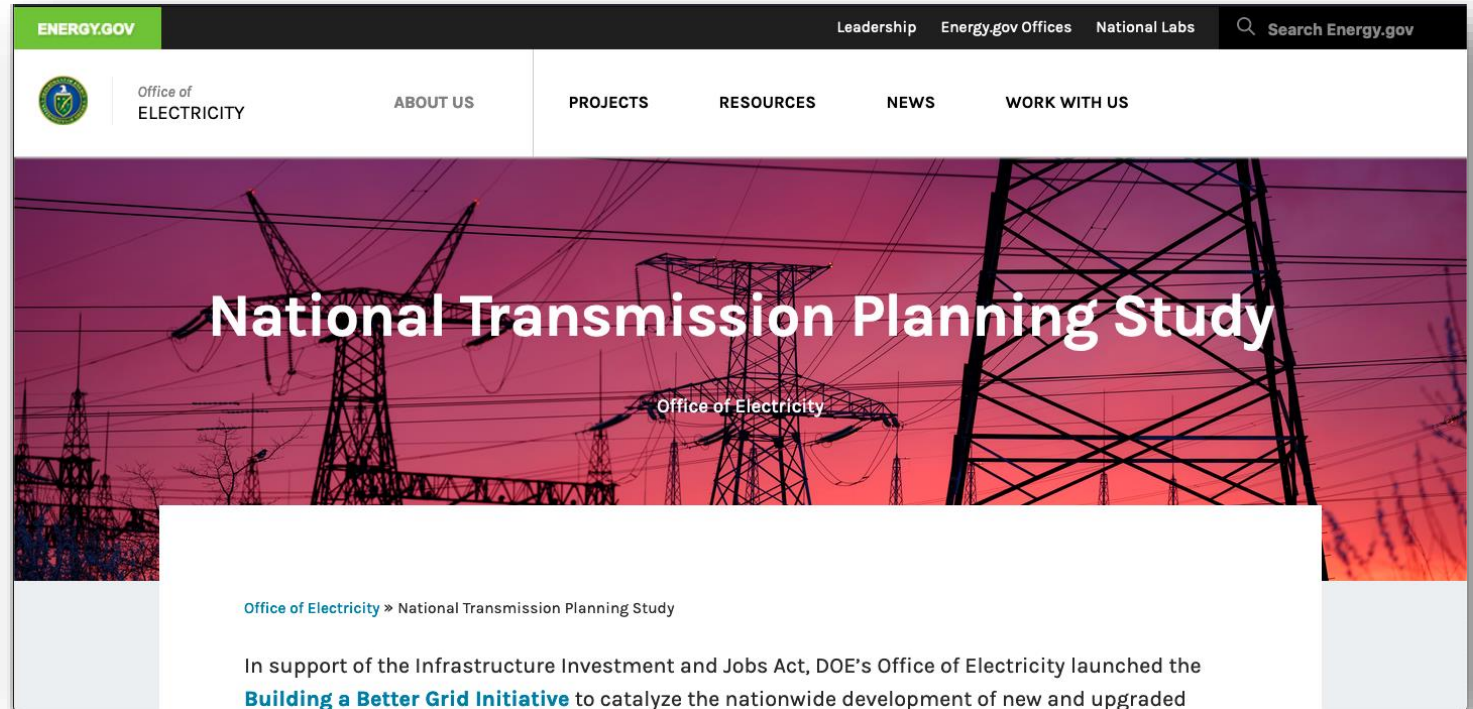 ENERGY.GOV
Leadership Energy.gov Offices National Labs Search Energy.gov
Office of
ELECTRICITY
ABOUT US PROJECTS RESOURCES NEWS WORK WITH US
National Transmission Planning Study
Office of Electricity
Office of Electricity » National Transmission Planning Study
In support of the Infrastructure Investment and Jobs Act, DOE’s Office of Electricity launched the
Building a Better Grid Initiative to catalyze the nationwide development of new and upgraded